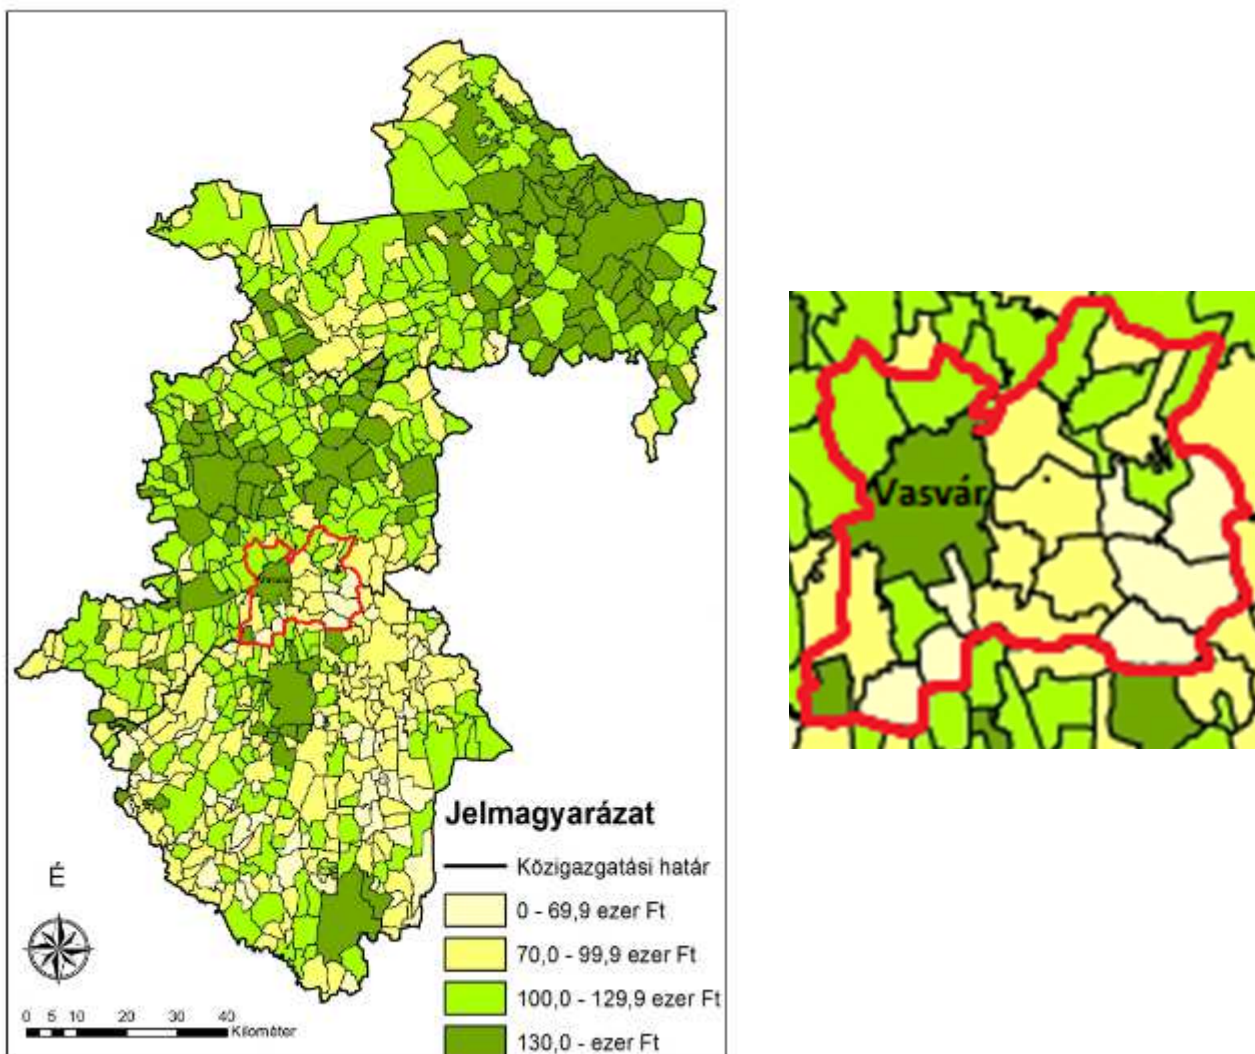 Jelmagyarázat
Közigazgatási határ
0 - 69,9 ezer Ft
70,0 - 99,9 ezer Ft
100,0 - 129,9 ezer Ft
130,0 - ezer Ft
É
0 5 10 20 30 40
Kilométer
Vasvár